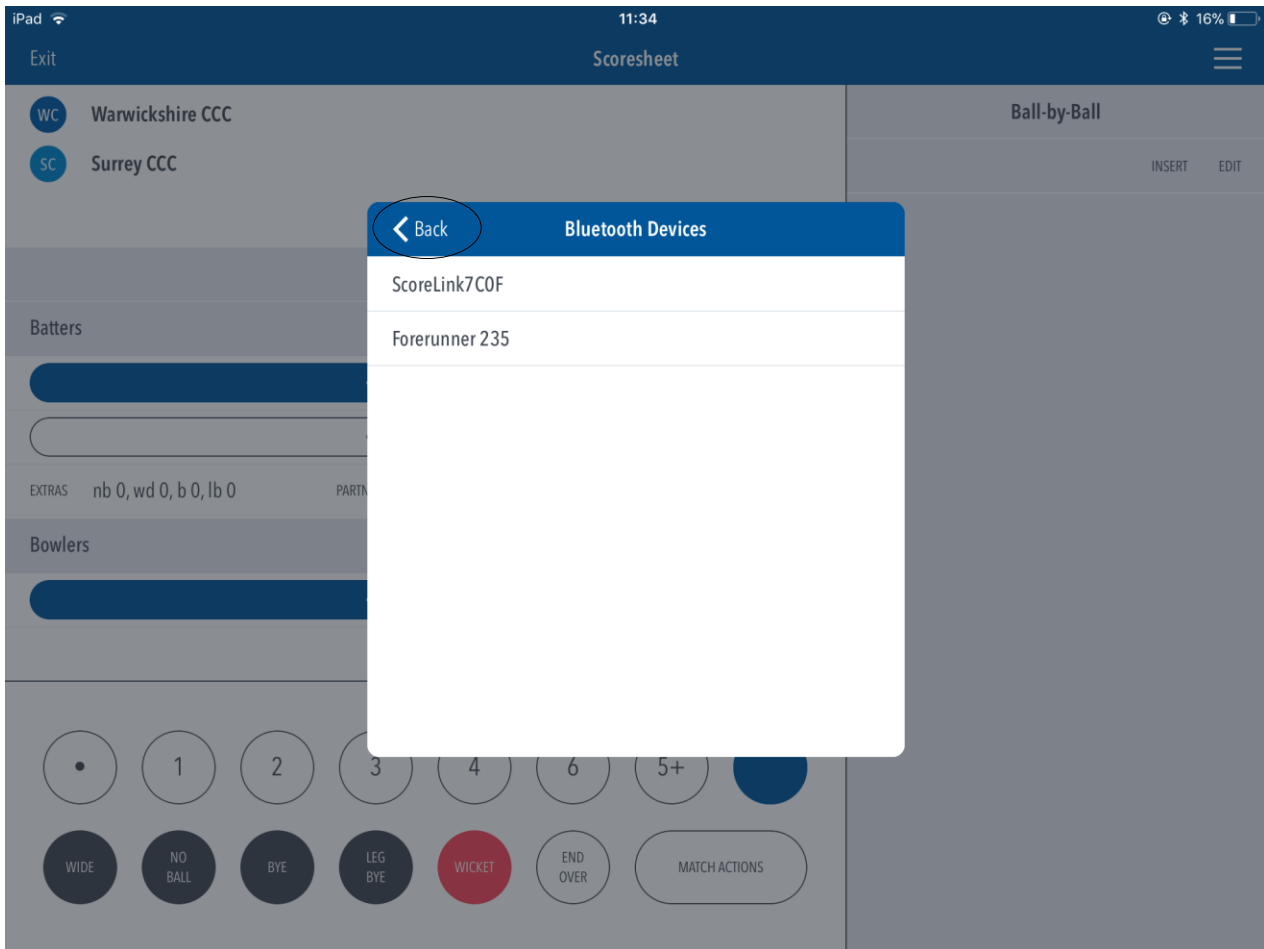 iPad 11:34 16%
Exit Scoresheet
WC Warwickshire CCC
SC Surrey CCC
Ball-by-Ball
INSERT EDIT
Back Bluetooth Devices
ScoreLink7C0F
Forerunner 235
Batters
EXTRAS nb 0, wd 0, b 0, lb 0
Bowlers
• 1 2 3 4 6 5+
WIDE NO BALL BYE LEG BYE WICKET END OVER MATCH ACTIONS